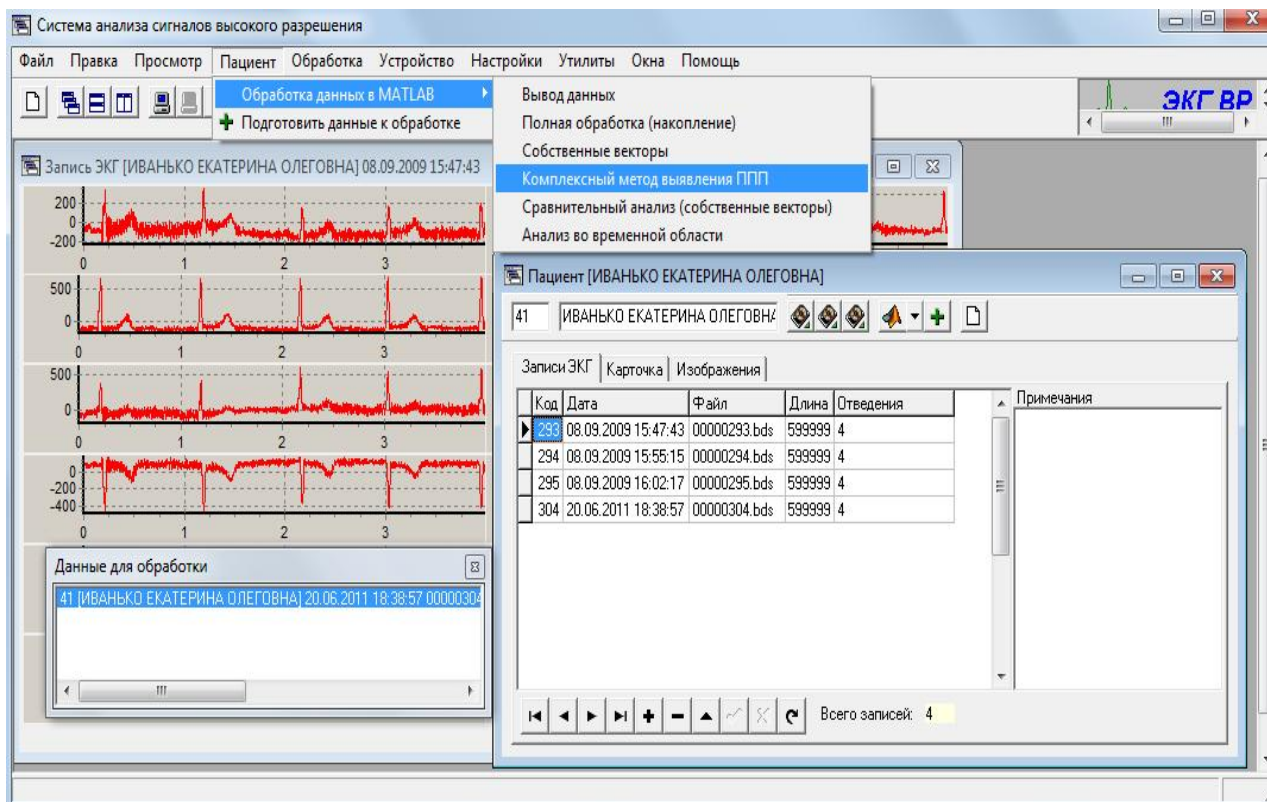 Система анализа сигналов высокого разрешения
Файл Правка Просмотр Пациент Обработка Устройство Настройки Утилиты Окна Помощь
Обработка данных в MATLAB
Подготовить данные к обработке
Вывод данных
Полная обработка (накопление)
Собственные векторы
Комплексный метод выявления ППП
Сравнительный анализ (собственные векторы)
Анализ во временной области
ЭКГ ВР
Запись ЭКГ [ИВАНЬКО ЕКАТЕРИНА ОЛЕГОВНА] 08.09.2009 15:47:43
200
0
-200
0 1 2 3
500
0
0 1 2 3
500
0
0 1 2 3
0
-200
-400
0 1 2 3
Данные для обработки
41 [ИВАНЬКО ЕКАТЕРИНА ОЛЕГОВНА] 20.06.2011 18:38:57 00000304
Пациент [ИВАНЬКО ЕКАТЕРИНА ОЛЕГОВНА]
41 ИВАНЬКО ЕКАТЕРИНА ОЛЕГОВНА
Записи ЭКГ Карточка Изображения
Код Дата Файл Длина Отведения
293 08.09.2009 15:47:43 00000293.bds 599999 4
294 08.09.2009 15:55:15 00000294.bds 599999 4
295 08.09.2009 16:02:17 00000295.bds 599999 4
304 20.06.2011 18:38:57 00000304.bds 599999 4
Примечания
Всего записей: 4